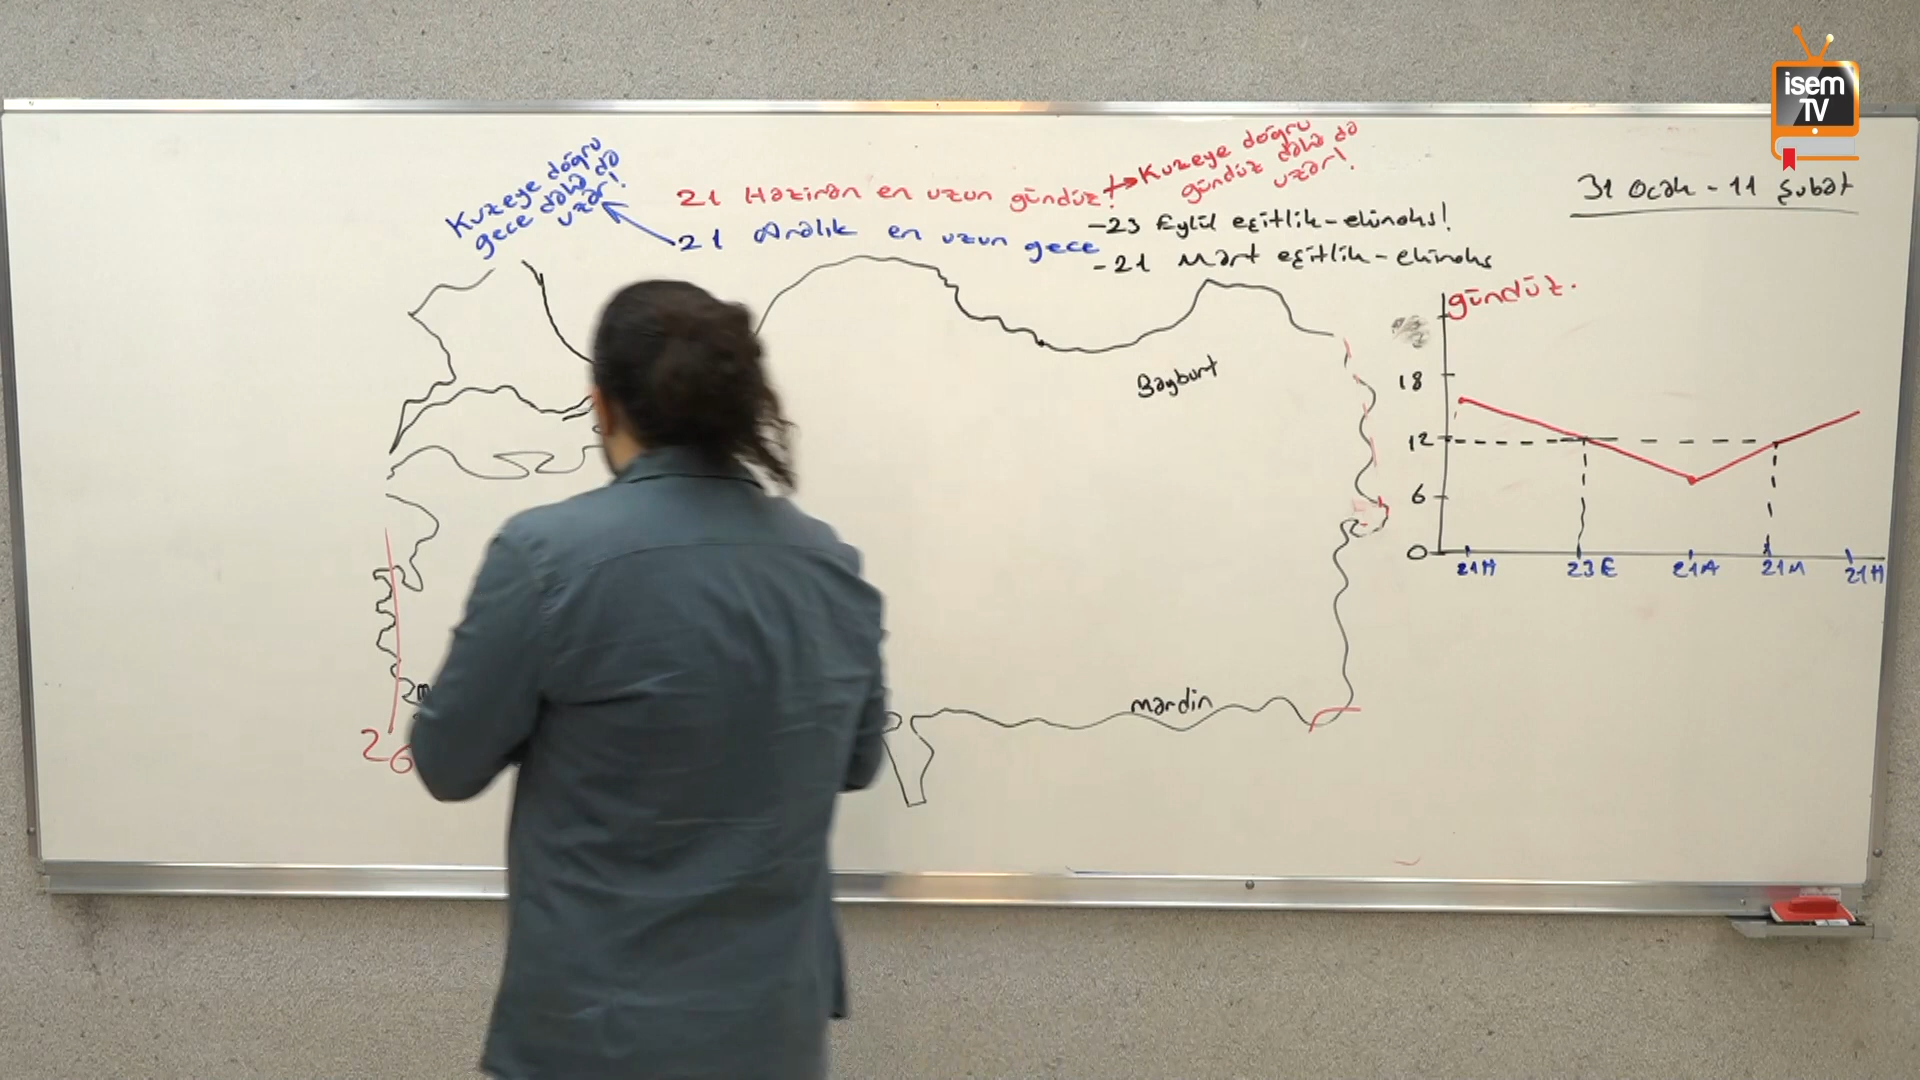 isem
TV
Kuzeye doğru
gece daha da
uzar!
21 Haziran en uzun gündüz!
Kuzeye doğru
gündüz daha da
uzar!
21 Aralık en uzun gece
-23 Eylül eşitlik-ekinoks!
-21 Mart eşitlik-ekinoks
31 Ocak - 11 Şubat
gündüz.
18
12
6
0
21H 23E 21A 21M 21H
Bayburt
mardin
26